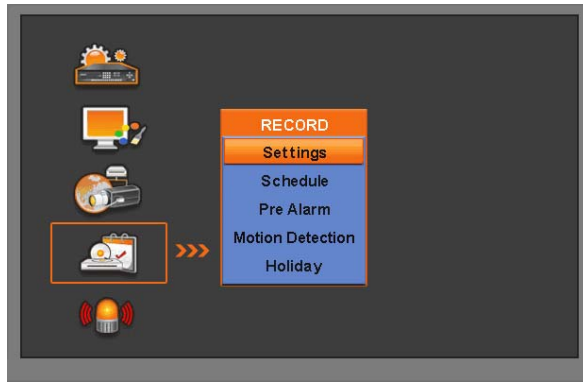 RECORD
Settings
Schedule
Pre Alarm
Motion Detection
Holiday